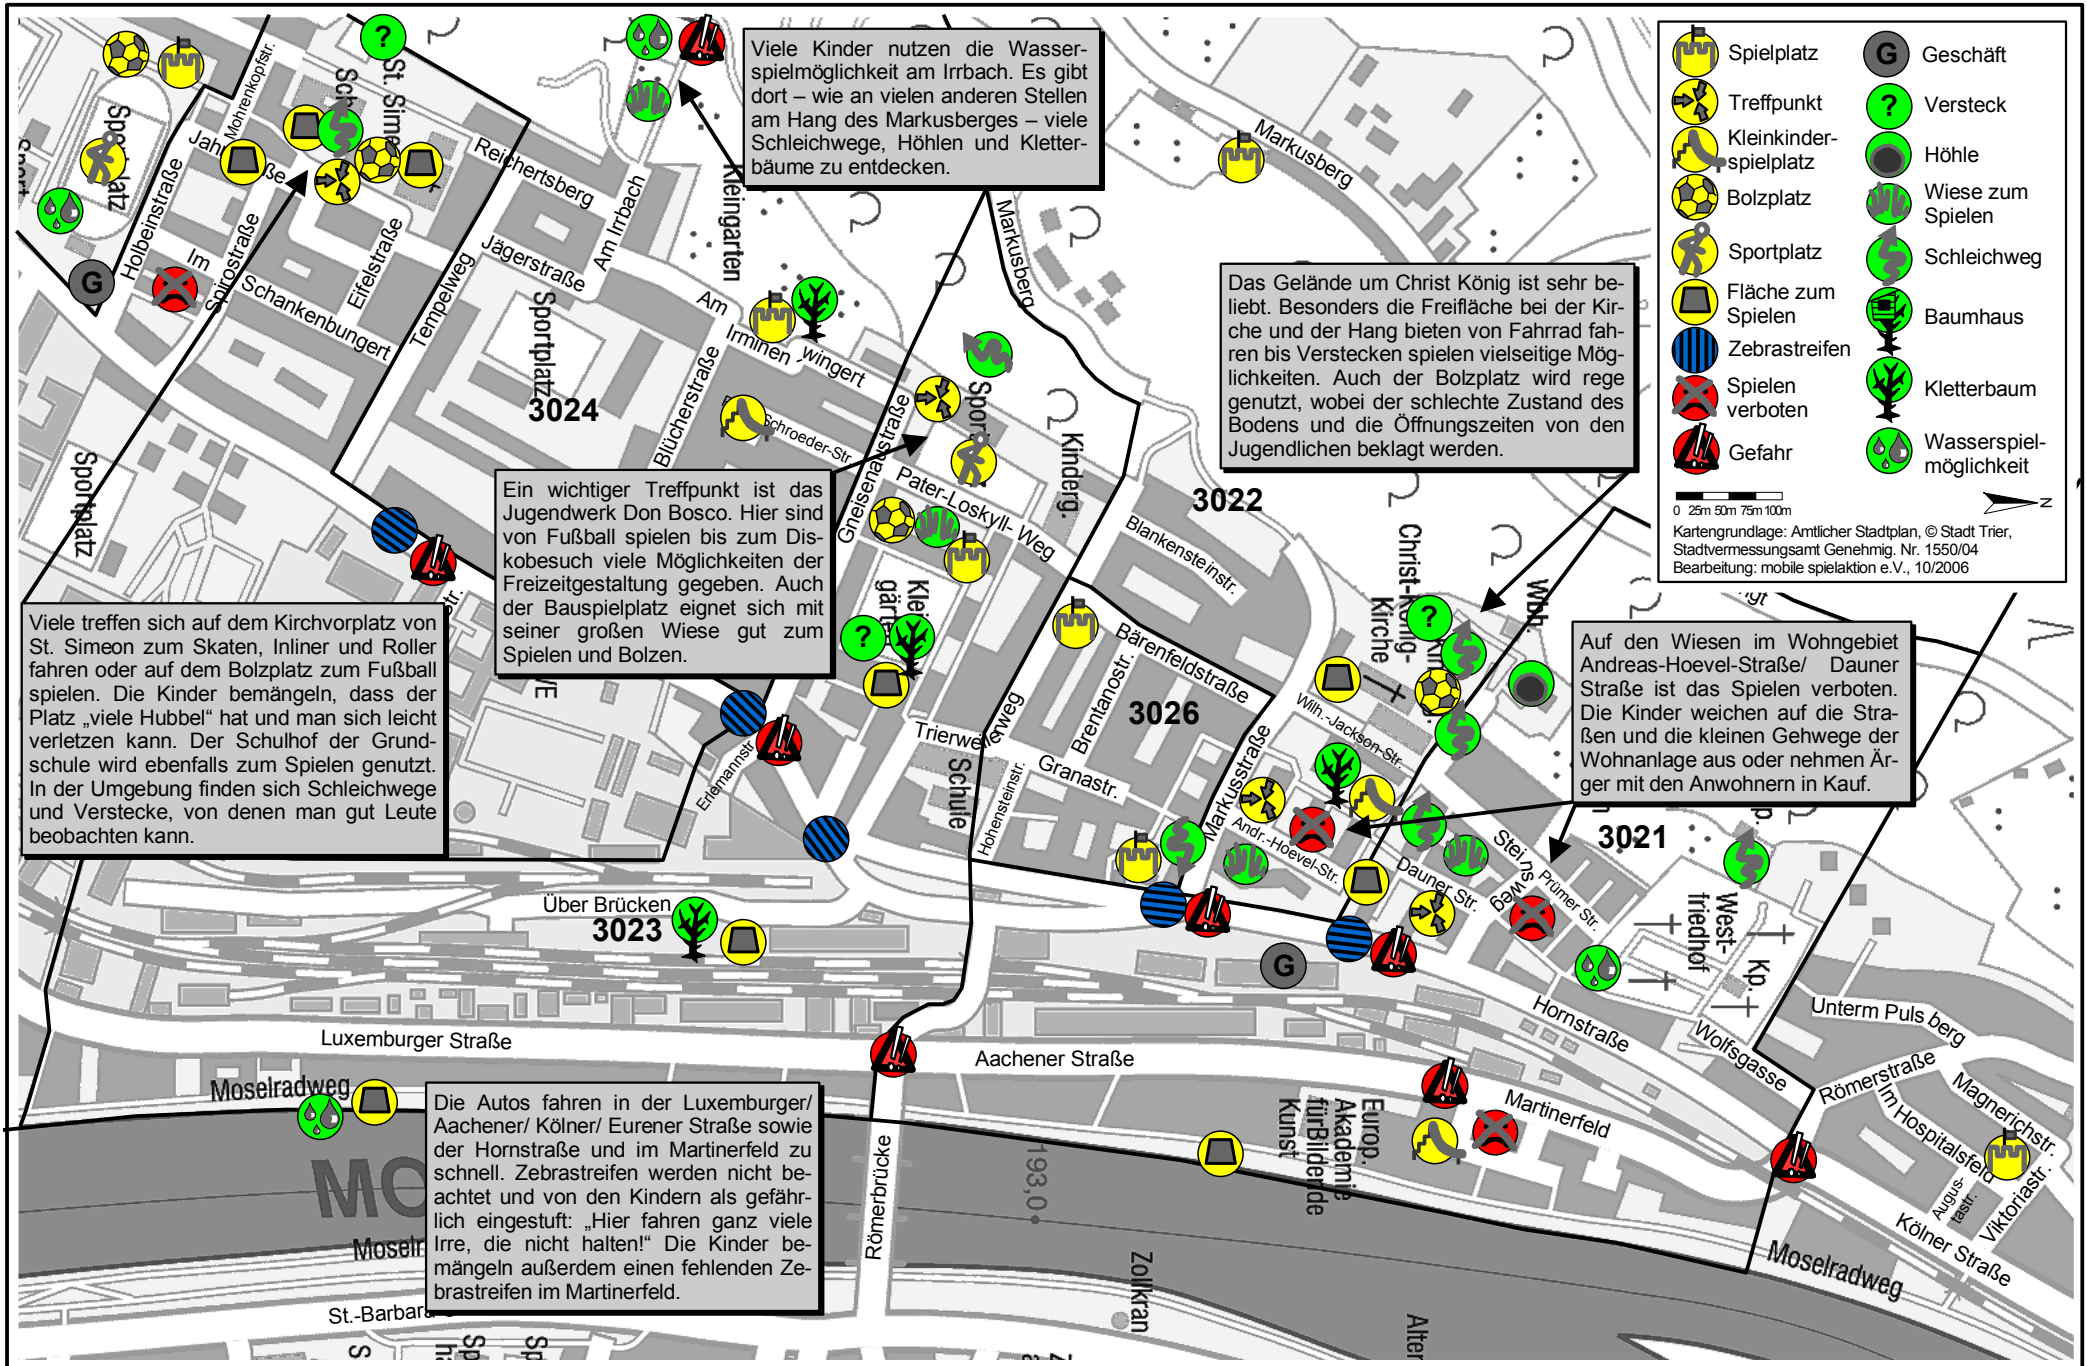 Viele Kinder nutzen die Wasser-
spielmöglichkeit am Irrbach. Es gibt
dort – wie an vielen anderen Stellen
am Hang des Markusberges – viele
Schleichwege, Höhlen und Kletter-
bäume zu entdecken.
Spielplatz
Treffpunkt
Kleinkinder-
spielplatz
Bolzplatz
Sportplatz
Fläche zum
Spielen
Zebrastreifen
Spielen
verboten
Gefahr
G
Geschäft
?
Versteck
Höhle
Wiese zum
Spielen
Schleichweg
Baumhaus
Kletterbaum
Wasserspiel-
möglichkeit
0 25m 50m 75m 100m
N
Kartengrundlage: Amtlicher Stadtplan, © Stadt Trier,
Stadtvermessungsamt Genehmig. Nr. 1550/04
Bearbeitung: mobile spielaktion e.V., 10/2006
Das Gelände um Christ König ist sehr be-
liebt. Besonders die Freifläche bei der Kir-
che und der Hang bieten von Fahrrad fah-
ren bis Verstecken spielen vielseitige Mög-
lichkeiten. Auch der Bolzplatz wird rege
genutzt, wobei der schlechte Zustand des
Bodens und die Öffnungszeiten von den
Jugendlichen beklagt werden.
Ein wichtiger Treffpunkt ist das
Jugendwerk Don Bosco. Hier sind
von Fußball spielen bis zum Dis-
kobesuch viele Möglichkeiten der
Freizeitgestaltung gegeben. Auch
der Bauspielplatz eignet sich mit
seiner großen Wiese gut zum
Spielen und Bolzen.
Viele treffen sich auf dem Kirchvorplatz von
St. Simeon zum Skaten, Inliner und Roller
fahren oder auf dem Bolzplatz zum Fußball
spielen. Die Kinder bemängeln, dass der
Platz „viele Hubbel“ hat und man sich leicht
verletzen kann. Der Schulhof der Grund-
schule wird ebenfalls zum Spielen genutzt.
In der Umgebung finden sich Schleichwege
und Verstecke, von denen man gut Leute
beobachten kann.
Auf den Wiesen im Wohngebiet
Andreas-Hoevel-Straße/ Dauner
Straße ist das Spielen verboten.
Die Kinder weichen auf die Stra-
ßen und die kleinen Gehwege der
Wohnanlage aus oder nehmen Är-
ger mit den Anwohnern in Kauf.
Die Autos fahren in der Luxemburger/
Aachener/ Kölner/ Eurener Straße sowie
der Hornstraße und im Martinerfeld zu
schnell. Zebrastreifen werden nicht be-
achtet und von den Kindern als gefähr-
lich eingestuft: „Hier fahren ganz viele
Irre, die nicht halten!“ Die Kinder be-
mängeln außerdem einen fehlenden Ze-
brastreifen im Martinerfeld.
Mohrenkopfstr.
?
Sportplatz
Holbeinstraße
G
Im
Schankenbungert
Spirostraße
Eifelstraße
Tempelweg
Reichertsberg
Jägerstraße
Am Irrbach
Kleingarten
Sportplatz
3024
Am
Irminenwingert
Blücherstraße
Schroeder-Str.
Gneisenaustraße
Pater-Loskyll- Weg
Kinderg.
Markusberg
Markusberg
3022
Blankensteinstr.
Christ-König-
Kirche
Wbh.
?
Sportplatz
?
Bärenfeldstraße
Brentanostr.
3026
Trierweilerweg
Granastr.
Schule
Hohensteinstr.
Erlemannstr.
Markusstraße
Wilh.-Jackson-Str.
Andr.-Hoevel-Str.
Dauner Str.
Steinsweg
Prümmer Str.
3021
West-
friedhof
Kp.
Über Brücken
3023
G
Hornstraße
Wolfsgasse
Unterm Pulsberg
Römerstraße
Im Hospitalsfeld
Magnerichstr.
Augus-
tastr.
Viktoriastr.
Kölner Straße
Luxemburger Straße
Aachener Straße
Martinerfeld
Europ.
Akademie
für Bildende
Kunst
Moselradweg
Moselradweg
MO
Römerbrücke
193,0
Zollkran
St.-Barbara